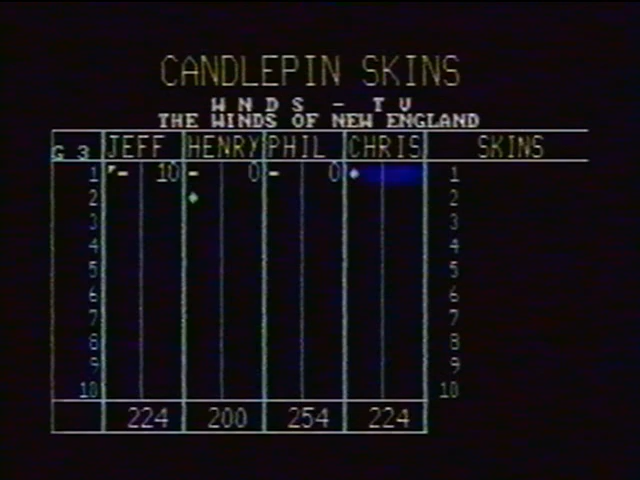 CANDLEPIN SKINS
WNDS - TV
THE WINDS OF NEW ENGLAND
G 3 JEFF HENRY PHIL CHRIS SKINS
1 - 10 - 0 - 0 1
2 2
3 3
4 4
5 5
6 6
7 7
8 8
9 9
10 10
224 200 254 224